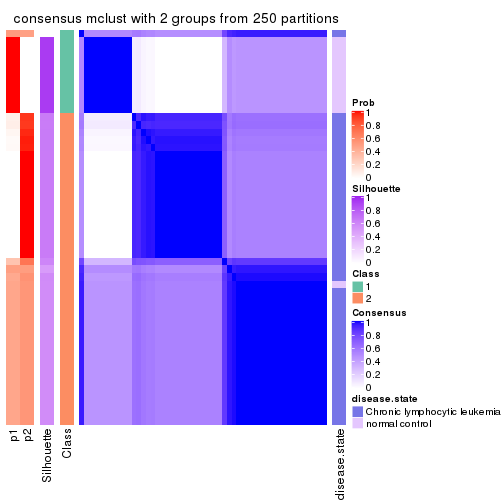 consensus mclust with 2 groups from 250 partitions
Prob
1
0.8
0.6
0.4
0.2
0
Silhouette
1
0.8
0.6
0.4
0.2
0
Class
1
2
Consensus
1
0.8
0.6
0.4
0.2
0
disease.state
Chronic lymphocytic leukemia
normal control
p1
p2
Silhouette
Class
disease.state